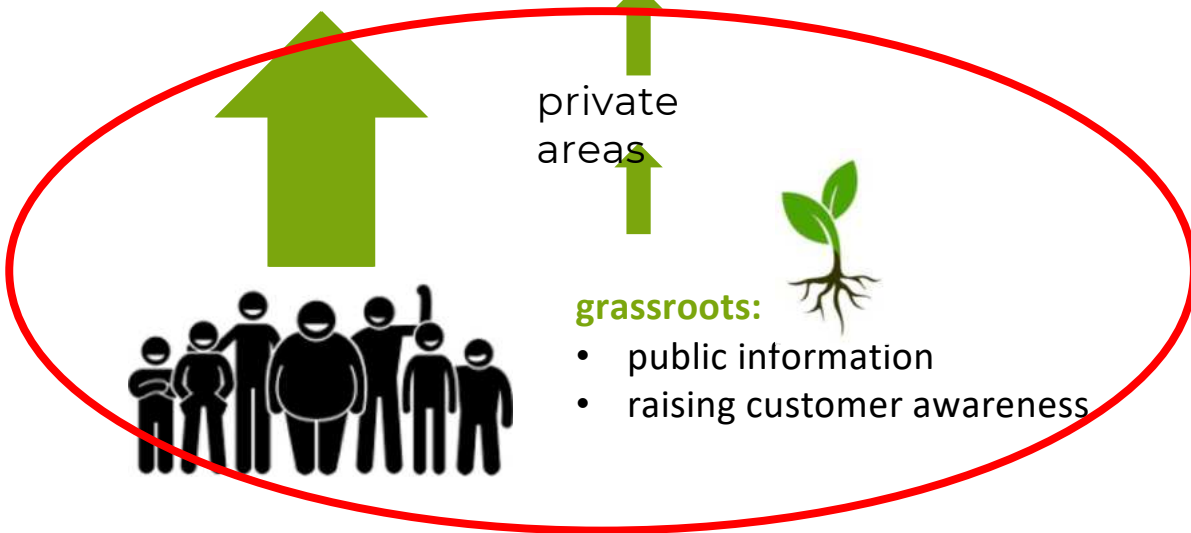 private
areas
grassroots:
• public information
• raising customer awareness